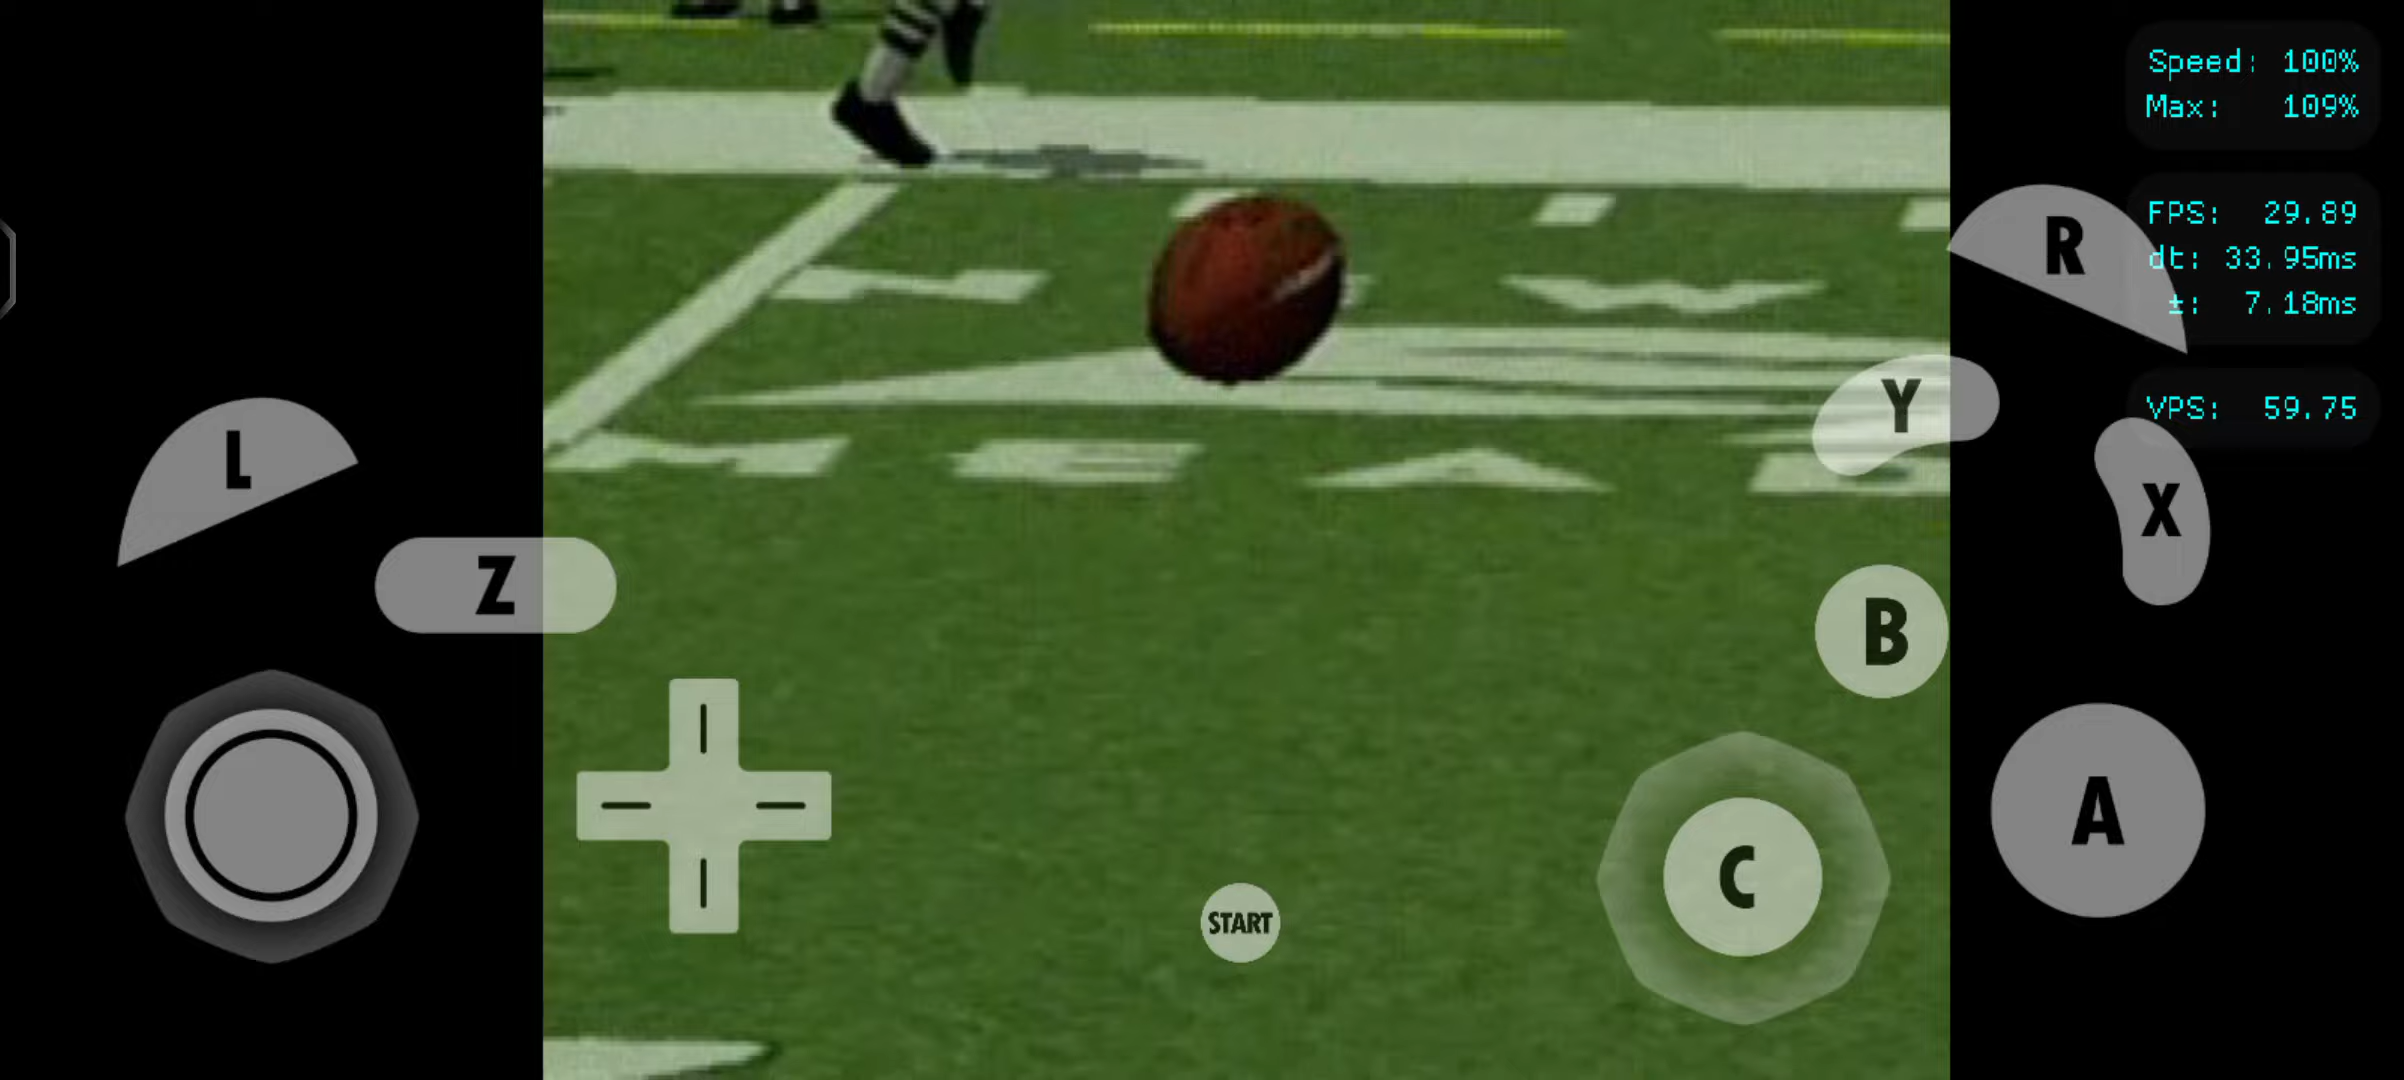 Speed: 100%
Max: 109%
FPS: 29.89
dt: 33.95ms
±: 7.18ms
VPS: 59.75
L
R
Z
Y
X
B
A
C
START